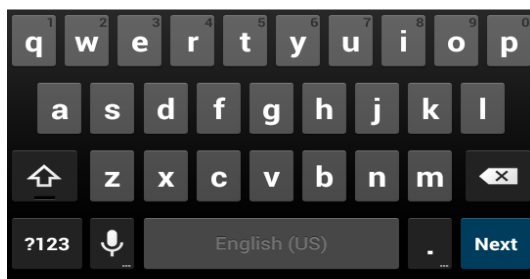 1 2 3 4 5 6 7 8 9 0
q w e r t y u i o p
a s d f g h j k l
z x c v b n m
?123 English (US) . ... Next